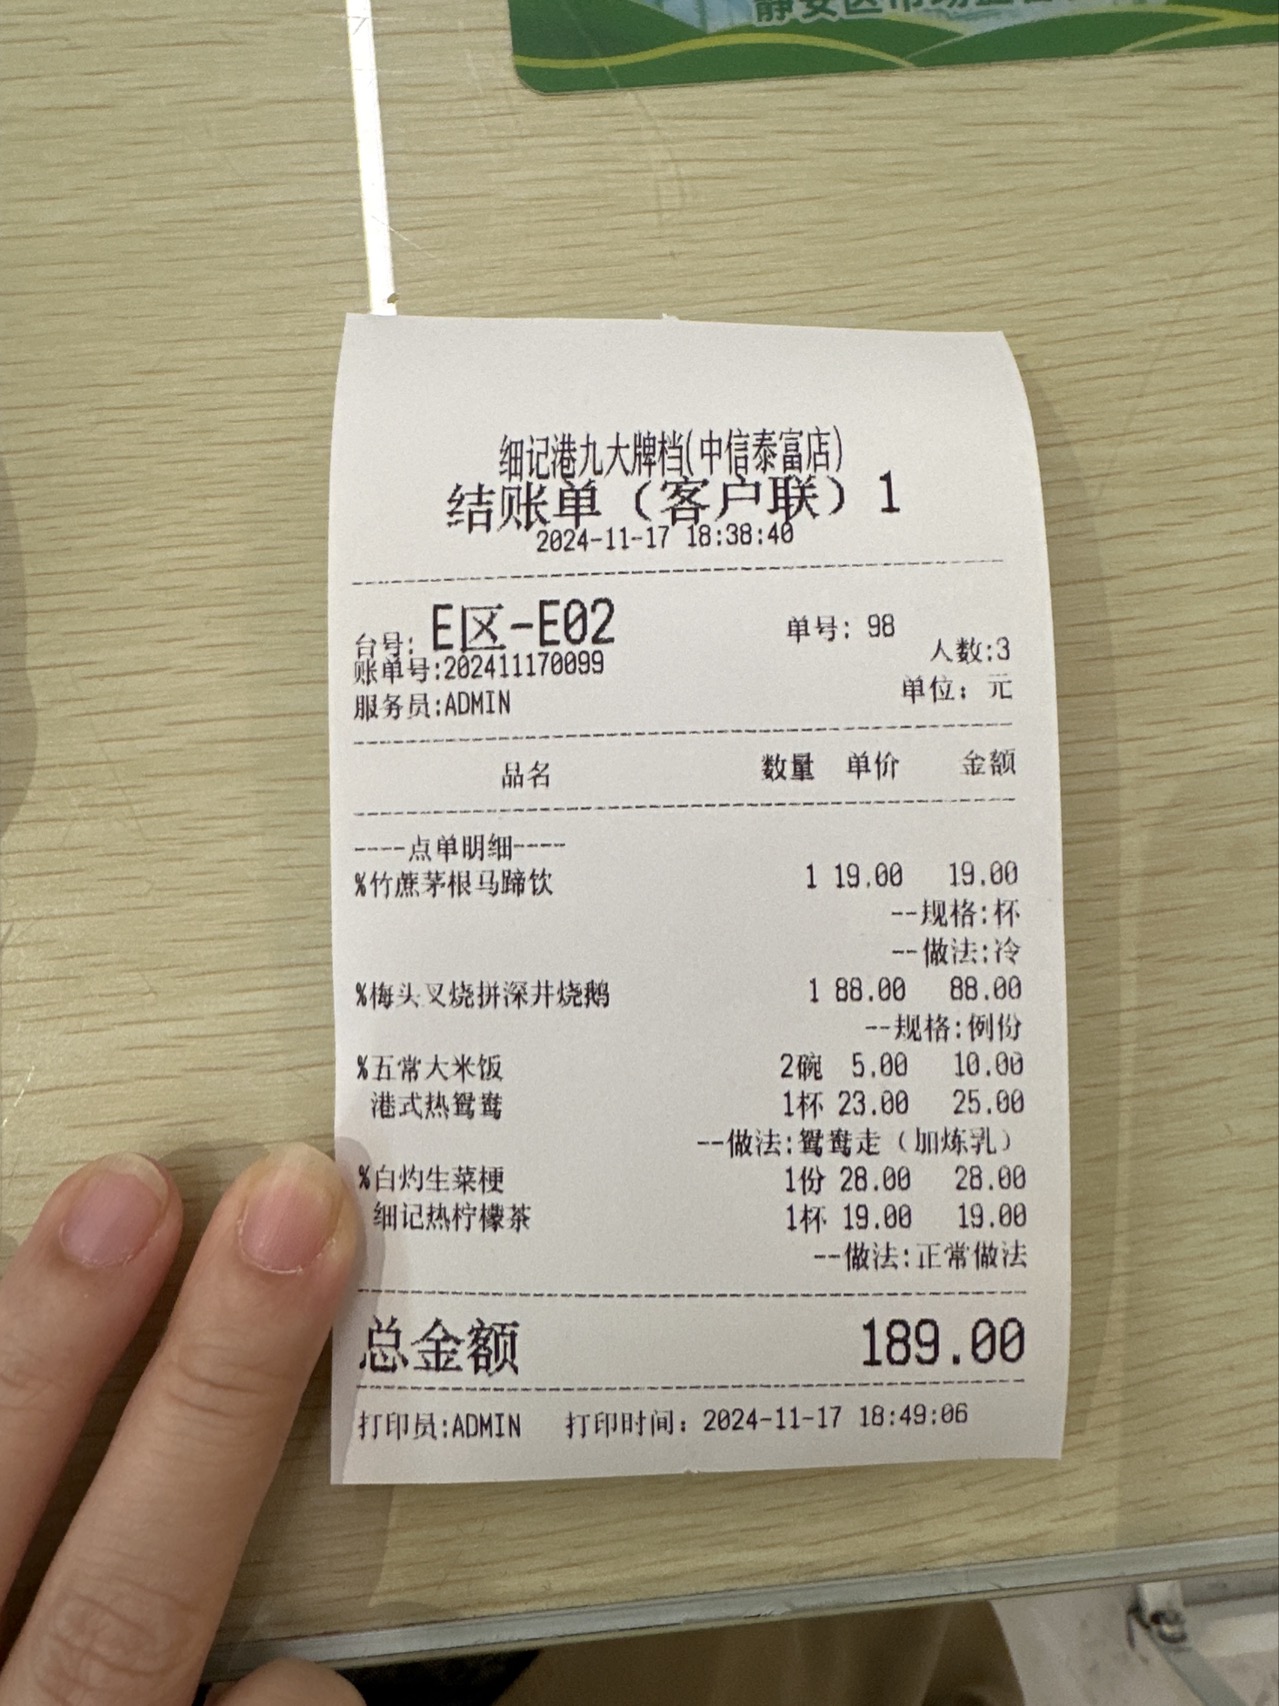 静安区市场监
细记港九大牌档(中信泰富店)
结账单（客户联）1
2024-11-17 18:38:40
台号: E区-E02 单号: 98
人数:3
账单号:202411170099
单位: 元
服务员:ADMIN
品名 数量 单价 金额
----点单明细----
%竹蔗茅根马蹄饮 1 19.00 19.00
--规格:杯
--做法:冷
%梅头叉烧拼深井烧鹅 1 88.00 88.00
--规格:例份
%五常大米饭 2碗 5.00 10.00
港式热鸳鸯 1杯 23.00 25.00
--做法:鸳鸯走（加炼乳）
%白灼生菜梗 1份 28.00 28.00
细记热柠檬茶 1杯 19.00 19.00
--做法:正常做法
总金额 189.00
打印员:ADMIN 打印时间: 2024-11-17 18:49:06